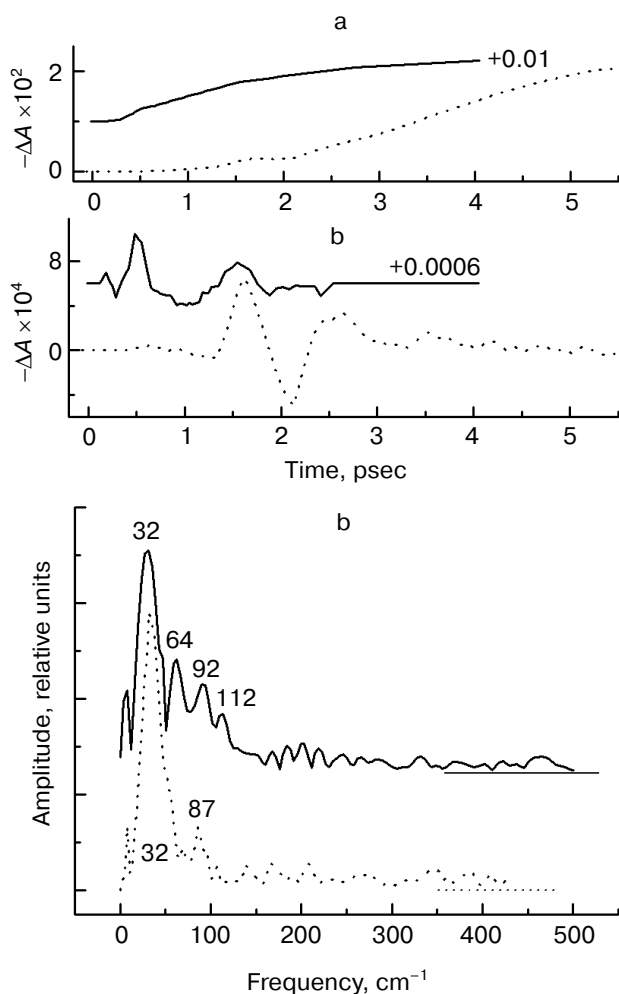 a
−ΔA ×10²
2
0
+0.01
0 1 2 3 4 5
b
−ΔA ×10⁴
8
0
+0.0006
0 1 2 3 4 5
Time, psec
b
Amplitude, relative units
32
64
92
112
32
87
0 100 200 300 400 500
Frequency, cm⁻¹